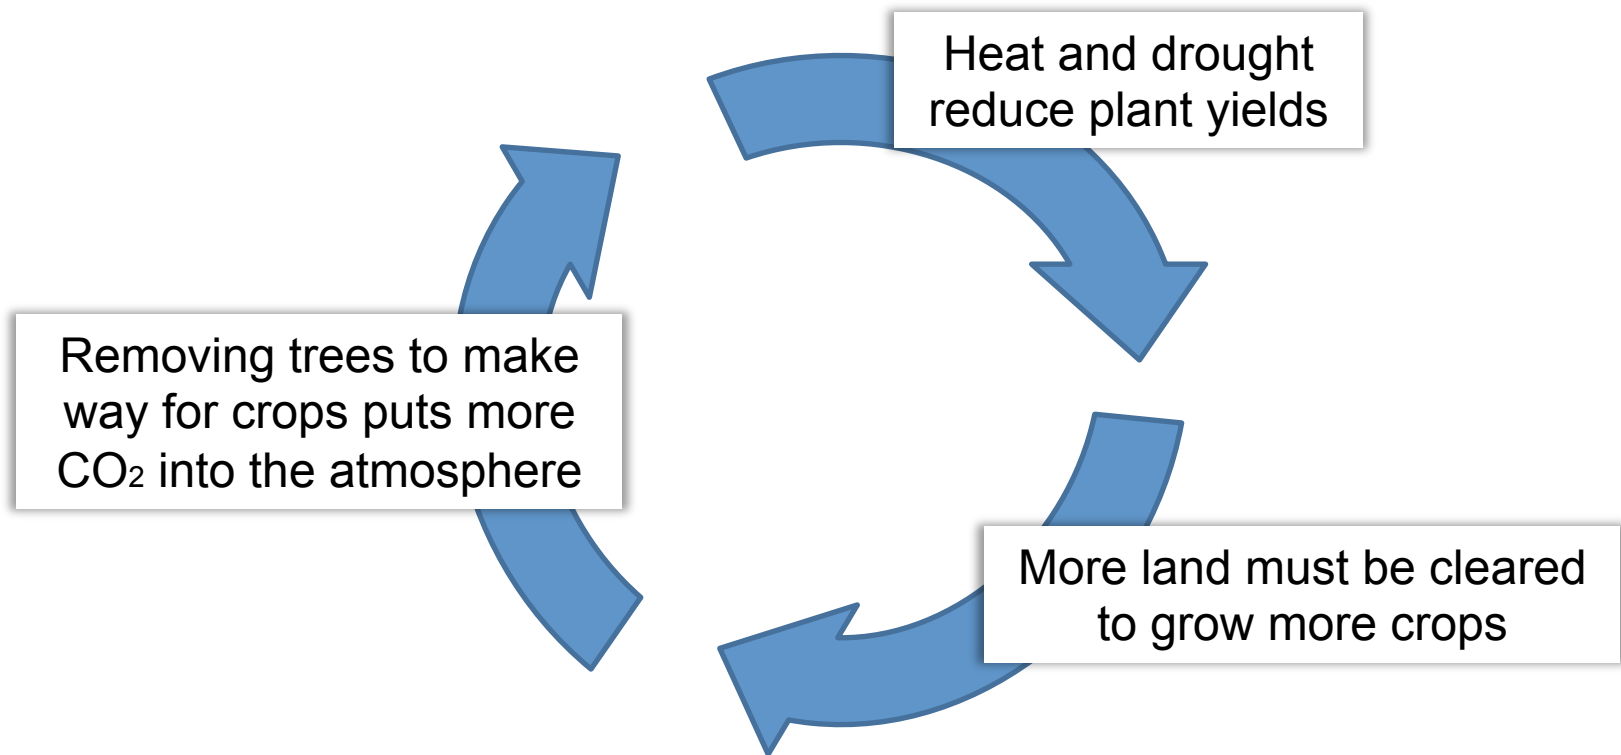 Heat and drought
reduce plant yields
Removing trees to make
way for crops puts more
CO₂ into the atmosphere
More land must be cleared
to grow more crops